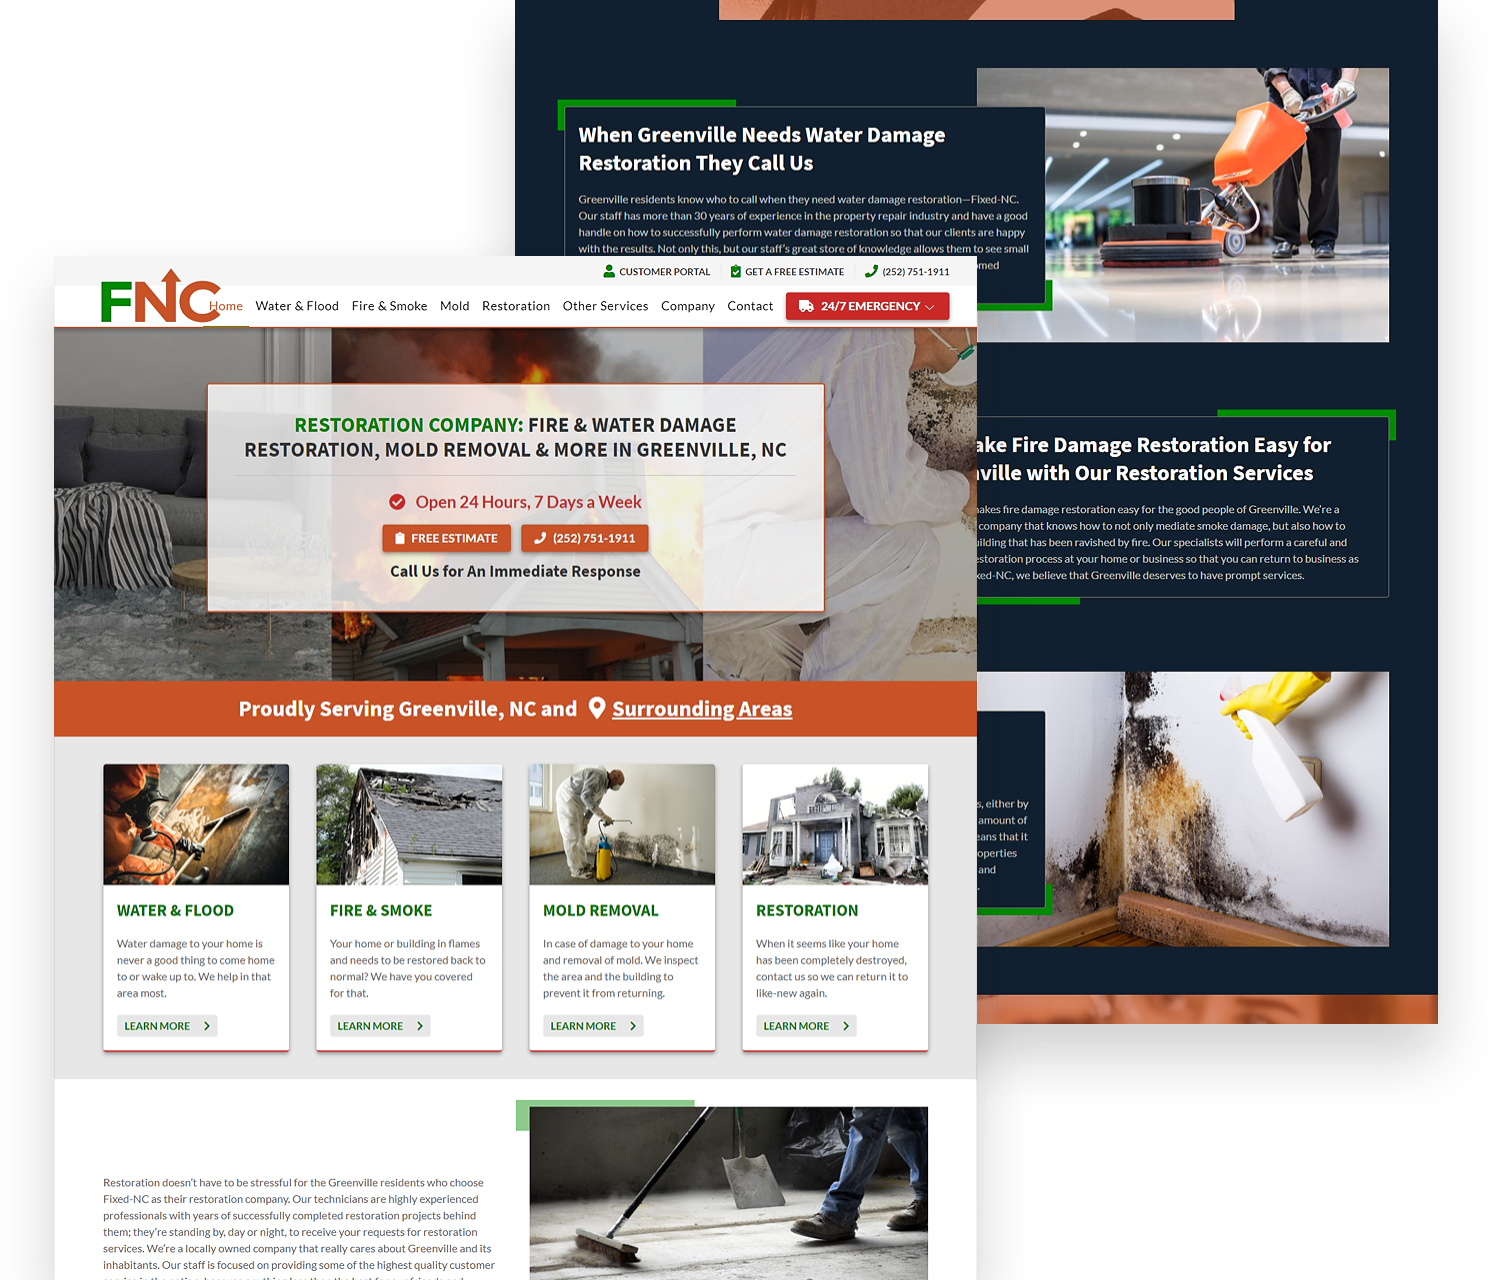 When Greenville Needs Water Damage
Restoration They Call Us
Greenville residents know who to call when they need water damage restoration—Fixed-NC.
Our staff has more than 30 years of experience in the property repair industry and have a good
handle on how to successfully perform water damage restoration so that our clients are happy
with the results. Not only this, but our staff's great store of knowledge allows them to see small
CUSTOMER PORTAL
GET A FREE ESTIMATE
(252) 751-1911
FNC
Home
Water & Flood
Fire & Smoke
Mold
Restoration
Other Services
Company
Contact
24/7 EMERGENCY
RESTORATION COMPANY: FIRE & WATER DAMAGE
RESTORATION, MOLD REMOVAL & MORE IN GREENVILLE, NC
Open 24 Hours, 7 Days a Week
FREE ESTIMATE
(252) 751-1911
Call Us for An Immediate Response
Proudly Serving Greenville, NC and Surrounding Areas
WATER & FLOOD
Water damage to your home is
never a good thing to come home
to or wake up to. We help in that
area most.
LEARN MORE
FIRE & SMOKE
Your home or building in flames
and needs to be restored back to
normal? We have you covered
for that.
LEARN MORE
MOLD REMOVAL
In case of damage to your home
and removal of mold. We inspect
the area and the building to
prevent it from returning.
LEARN MORE
RESTORATION
When it seems like your home
has been completely destroyed,
contact us so we can return it to
like-new again.
LEARN MORE
Restoration doesn't have to be stressful for the Greenville residents who choose
Fixed-NC as their restoration company. Our technicians are highly experienced
professionals with years of successfully completed restoration projects behind
them; they're standing by, day or night, to receive your requests for restoration
services. We're a locally owned company that really cares about Greenville and its
inhabitants. Our staff is focused on providing some of the highest quality customer
Fire Damage Restoration Easy for
with Our Restoration Services
fire damage restoration easy for the good people of Greenville. We're a
company that knows how to not only mediate smoke damage, but also how to
that has been ravished by fire. Our specialists will perform a careful and
process at your home or business so that you can return to business as
we believe that Greenville deserves to have prompt services.
either by
amount of
that it
and